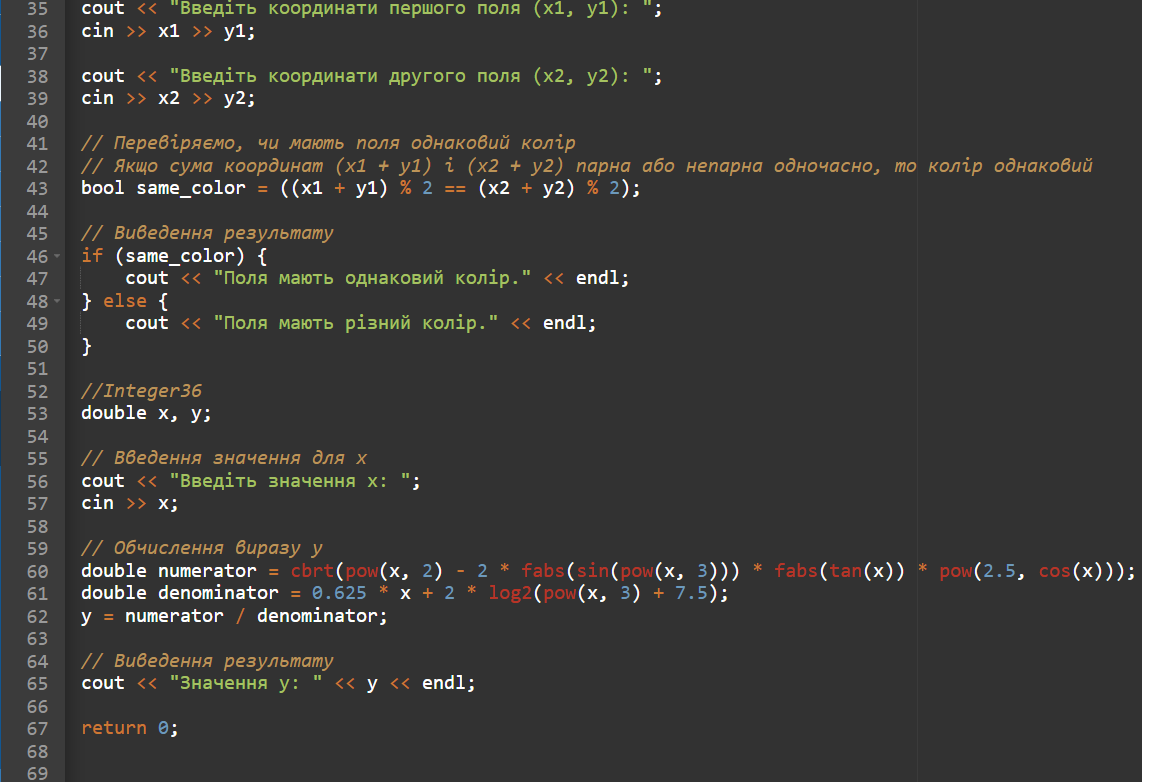 35 cout << "Введіть координати першого поля (x1, y1): ";
36 cin >> x1 >> y1;
37
38 cout << "Введіть координати другого поля (x2, y2): ";
39 cin >> x2 >> y2;
40
41 // Перевіряємо, чи мають поля однаковий колір
42 // Якщо сума координат (x1 + y1) і (x2 + y2) парна або непарна одночасно, то колір однаковий
43 bool same_color = ((x1 + y1) % 2 == (x2 + y2) % 2);
44
45 // Виведення результату
46 if (same_color) {
47 cout << "Поля мають однаковий колір." << endl;
48 } else {
49 cout << "Поля мають різний колір." << endl;
50 }
51
52 //Integer36
53 double x, y;
54
55 // Введення значення для x
56 cout << "Введіть значення x: ";
57 cin >> x;
58
59 // Обчислення виразу y
60 double numerator = cbrt(pow(x, 2) - 2 * fabs(sin(pow(x, 3))) * fabs(tan(x)) * pow(2.5, cos(x)));
61 double denominator = 0.625 * x + 2 * log2(pow(x, 3) + 7.5);
62 y = numerator / denominator;
63
64 // Виведення результату
65 cout << "Значення y: " << y << endl;
66
67 return 0;
68
69